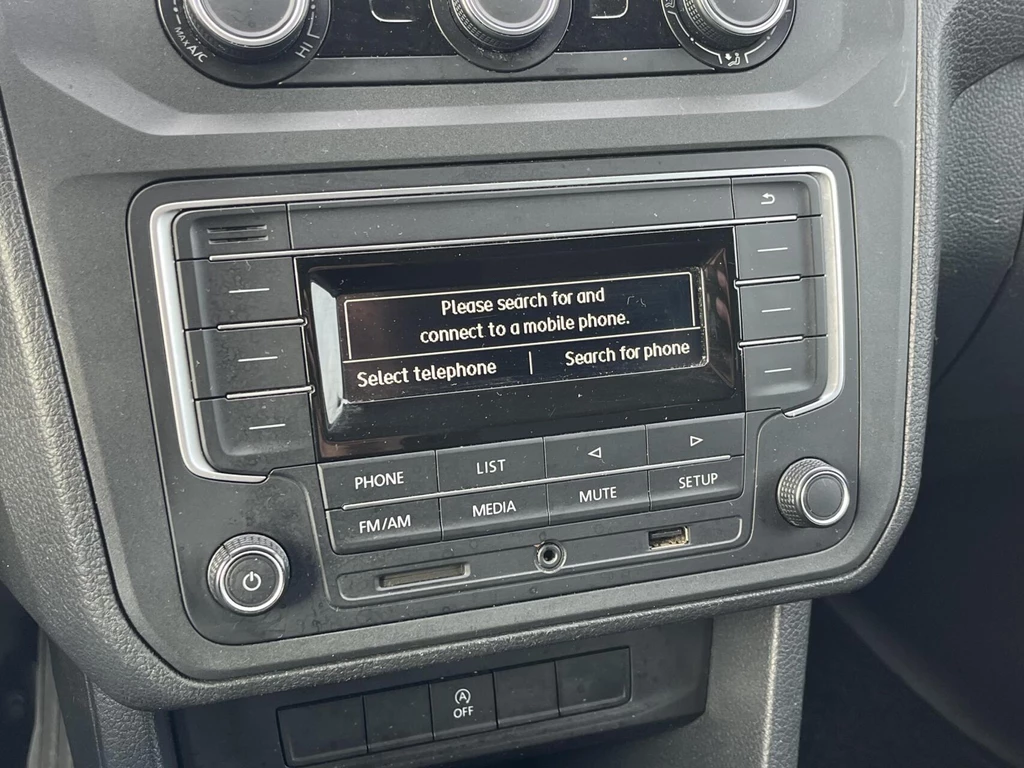 MAX A/C
HI
Please search for and
connect to a mobile phone.
Select telephone | Search for phone
PHONE
LIST
FM/AM
MEDIA
MUTE
SETUP
A
OFF